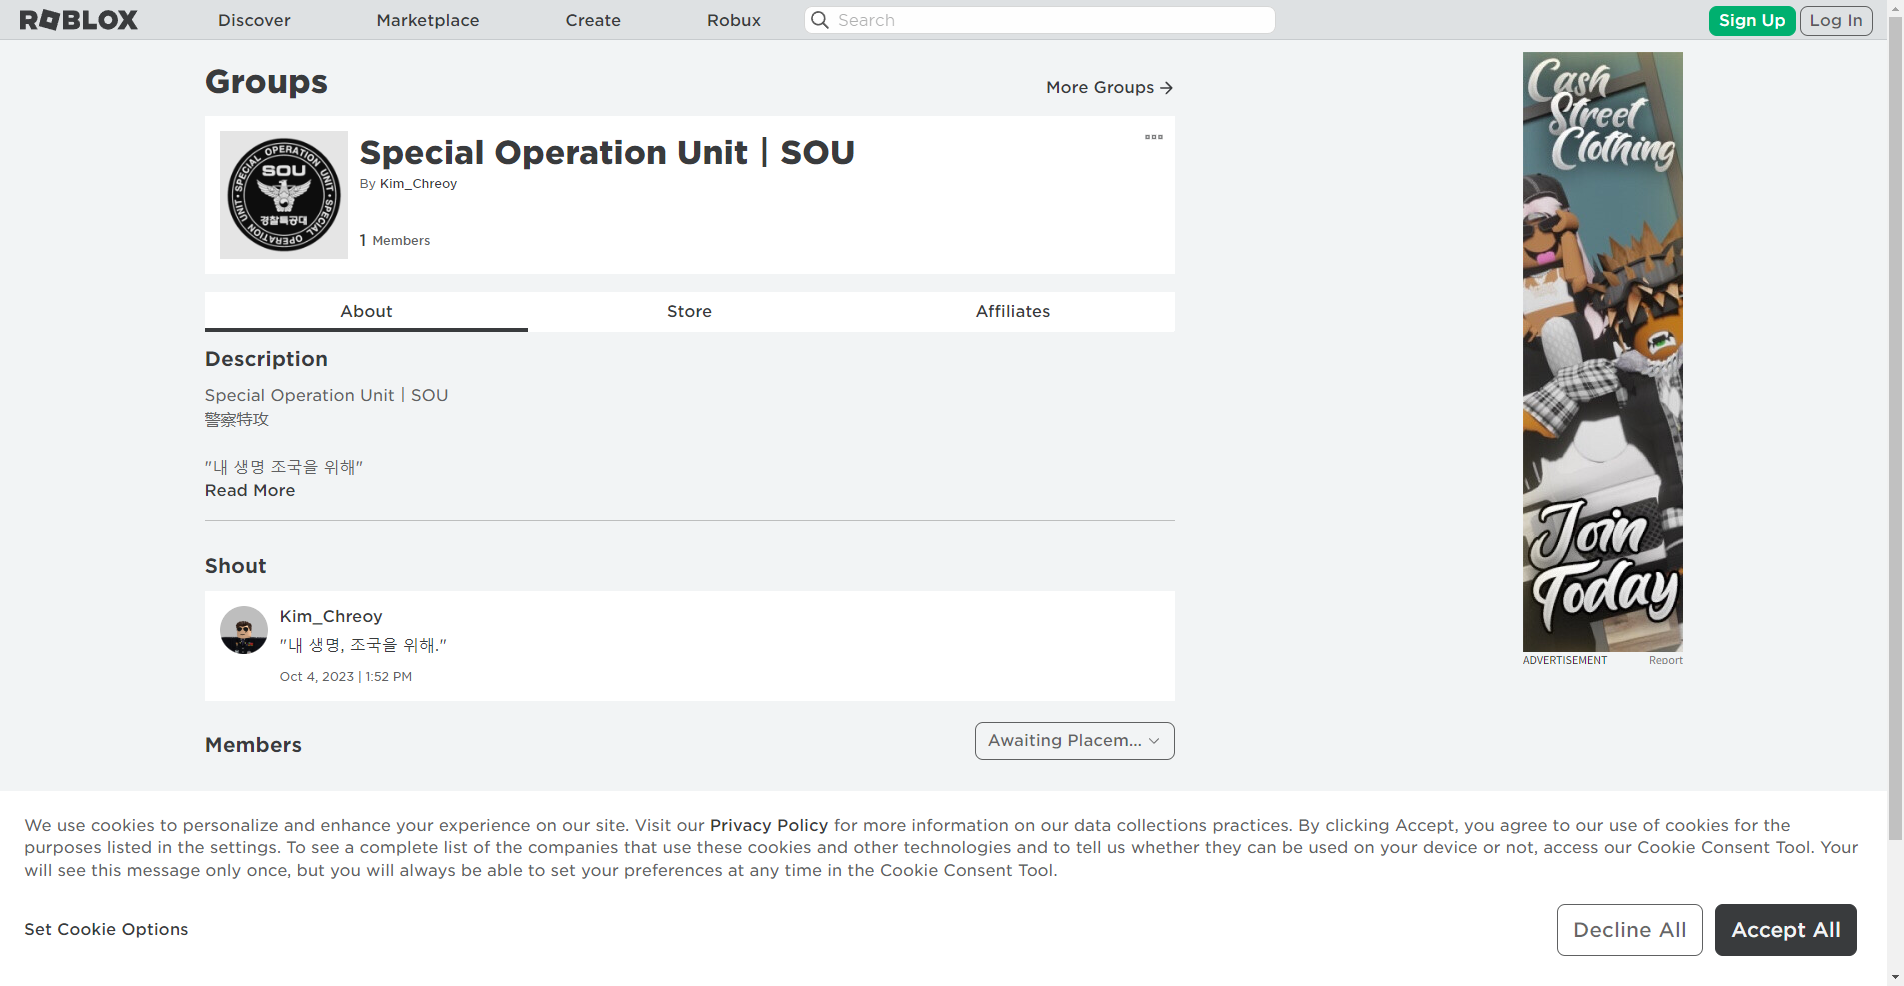 ROBLOX
Discover
Marketplace
Create
Robux
Search
Sign Up
Log In
Groups
More Groups →
SPECIAL OPERATION UNIT · SPECIAL OPERATION UNIT ·
SOU
경찰특공대
Special Operation Unit | SOU
By Kim_Chreoy
1 Members
About
Store
Affiliates
Description
Special Operation Unit | SOU
警察特攻
"내 생명 조국을 위해"
Read More
Shout
Kim_Chreoy
"내 생명, 조국을 위해."
Oct 4, 2023 | 1:52 PM
Members
Awaiting Placem...
Cash
Street
Clothing
Join
Today
ADVERTISEMENT
Report
We use cookies to personalize and enhance your experience on our site. Visit our Privacy Policy for more information on our data collections practices. By clicking Accept, you agree to our use of cookies for the
purposes listed in the settings. To see a complete list of the companies that use these cookies and other technologies and to tell us whether they can be used on your device or not, access our Cookie Consent Tool. Your
will see this message only once, but you will always be able to set your preferences at any time in the Cookie Consent Tool.
Set Cookie Options
Decline All
Accept All